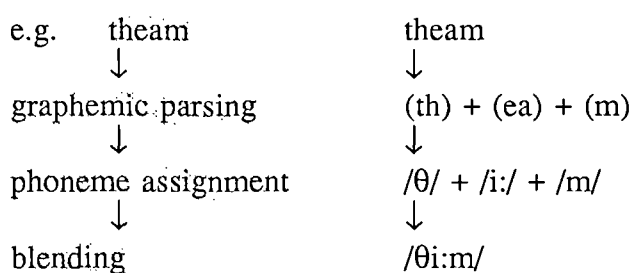 e.g. theam theam
↓ ↓
graphemic parsing (th) + (ea) + (m)
↓ ↓
phoneme assignment /θ/ + /i:/ + /m/
↓ ↓
blending /θi:m/